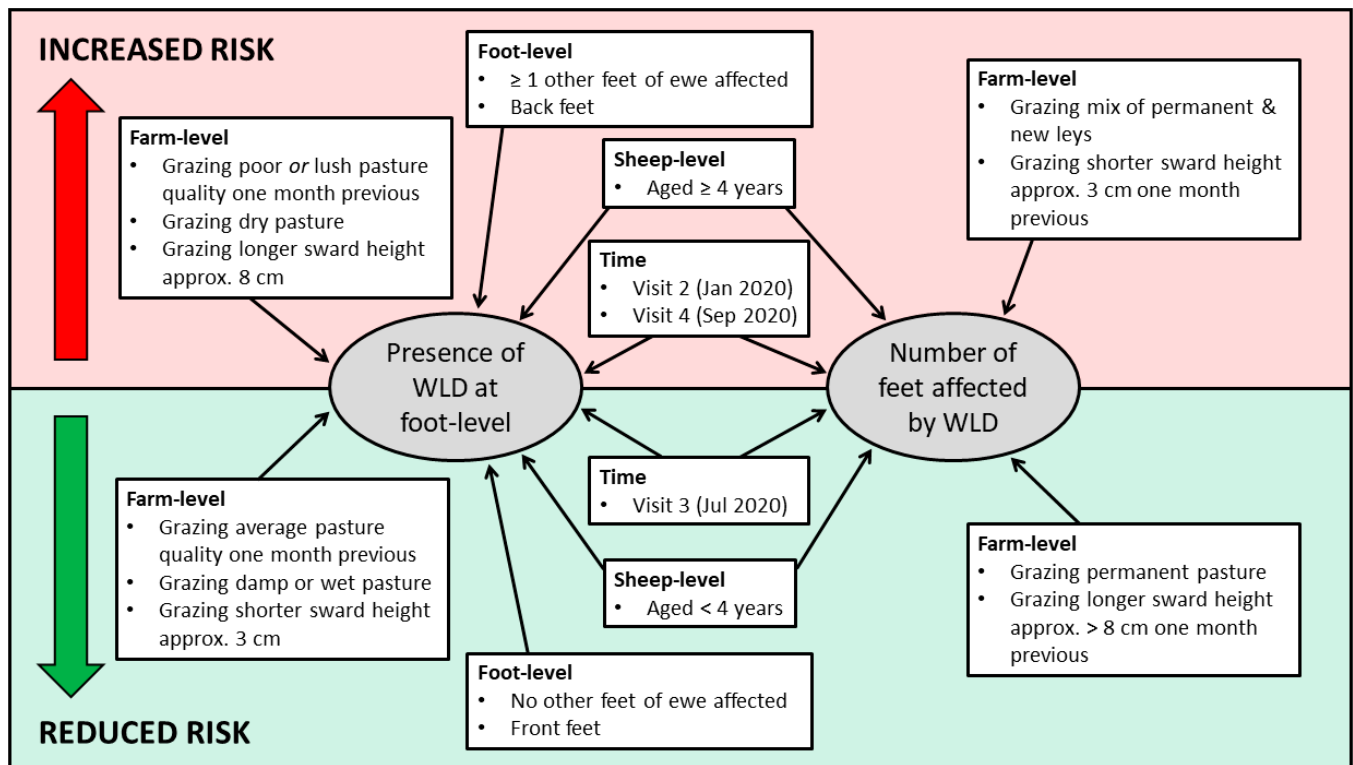 INCREASED RISK
Foot-level
• ≥ 1 other feet of ewe affected
• Back feet
Farm-level
• Grazing mix of permanent &
new leys
• Grazing shorter sward height
approx. 3 cm one month
previous
Farm-level
• Grazing poor or lush pasture
quality one month previous
• Grazing dry pasture
• Grazing longer sward height
approx. 8 cm
Sheep-level
• Aged ≥ 4 years
Time
• Visit 2 (Jan 2020)
• Visit 4 (Sep 2020)
Presence of
WLD at
foot-level
Number of
feet affected
by WLD
Time
• Visit 3 (Jul 2020)
Farm-level
• Grazing average pasture
quality one month previous
• Grazing damp or wet pasture
• Grazing shorter sward height
approx. 3 cm
Sheep-level
• Aged < 4 years
Farm-level
• Grazing permanent pasture
• Grazing longer sward height
approx. > 8 cm one month
previous
Foot-level
• No other feet of ewe affected
• Front feet
REDUCED RISK